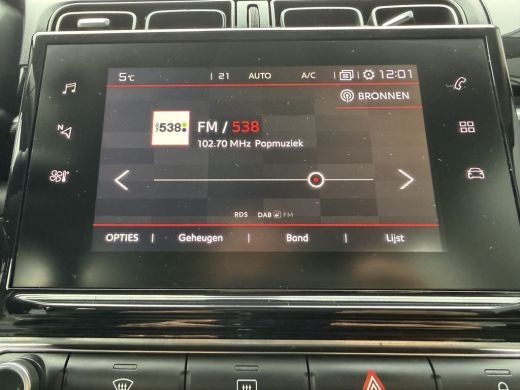 5°C | 21 AUTO A/C | 12:01
BRONNEN
538 FM / 538
102.70 MHz Popmuziek
RDS DAB FM
OPTIES | Geheugen | Band | Lijst